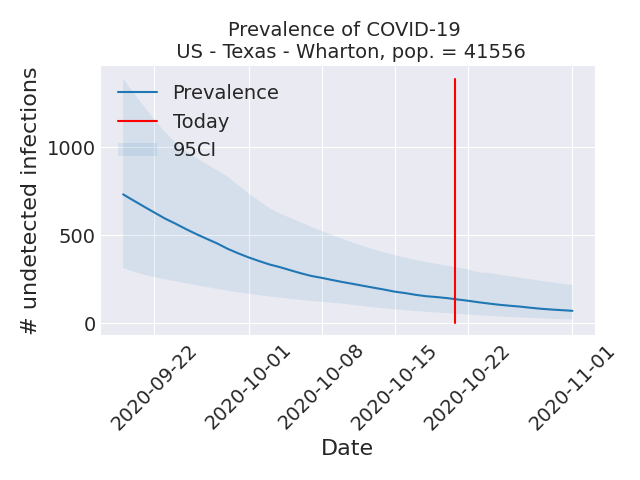 Prevalence of COVID-19
US - Texas - Wharton, pop. = 41556
Prevalence
Today
95CI
# undetected infections
1000
500
0
2020-09-22
2020-10-01
2020-10-08
2020-10-15
2020-10-22
2020-11-01
Date